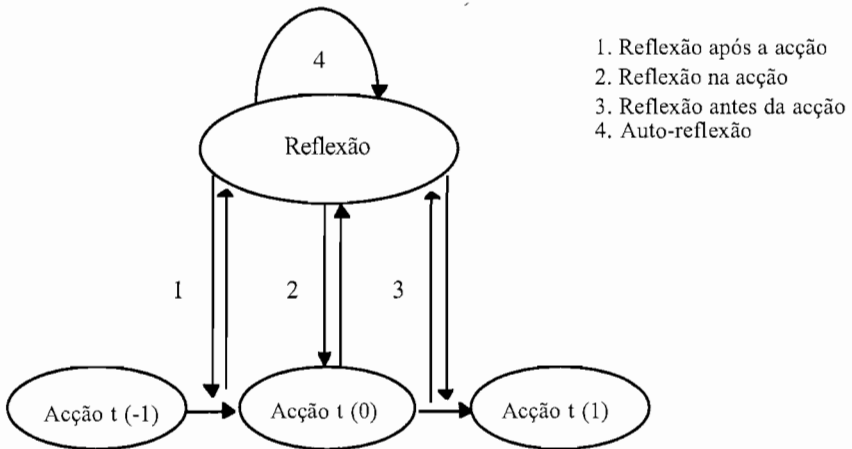 4
1. Reflexão após a acção
2. Reflexão na acção
3. Reflexão antes da acção
4. Auto-reflexão
Reflexão
1
2
3
Acção t (-1)
Acção t (0)
Acção t (1)